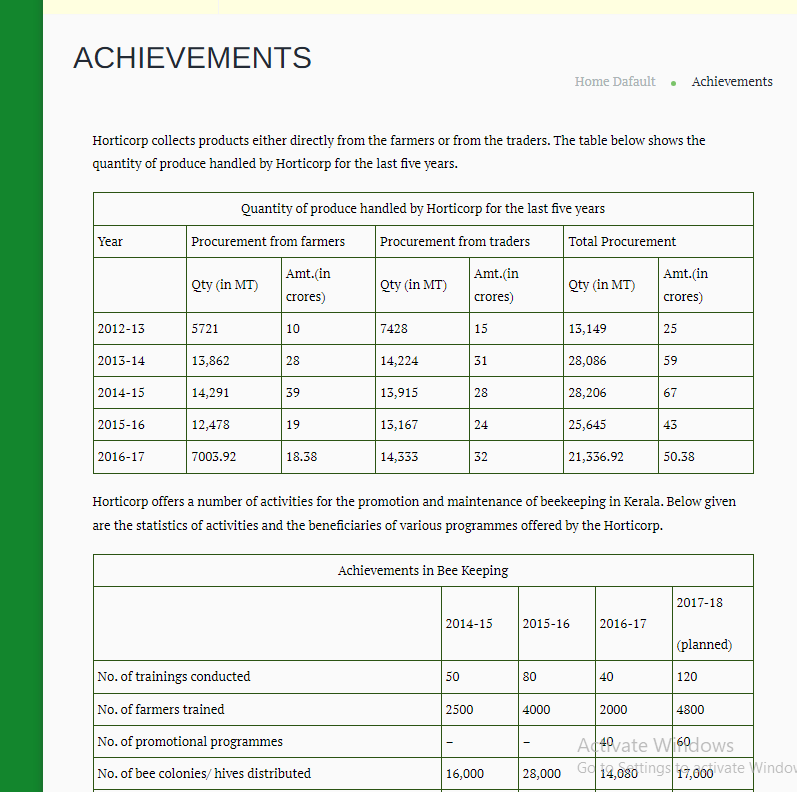 ACHIEVEMENTS
Home Dafault • Achievements
Horticorp collects products either directly from the farmers or from the traders. The table below shows the
quantity of produce handled by Horticorp for the last five years.
Quantity of produce handled by Horticorp for the last five years
Year Procurement from farmers Procurement from traders Total Procurement
Qty (in MT) Amt.(in crores) Qty (in MT) Amt.(in crores) Qty (in MT) Amt.(in crores)
2012-13 5721 10 7428 15 13,149 25
2013-14 13,862 28 14,224 31 28,086 59
2014-15 14,291 39 13,915 28 28,206 67
2015-16 12,478 19 13,167 24 25,645 43
2016-17 7003.92 18.38 14,333 32 21,336.92 50.38
Horticorp offers a number of activities for the promotion and maintenance of beekeeping in Kerala. Below given
are the statistics of activities and the beneficiaries of various programmes offered by the Horticorp.
Achievements in Bee Keeping
2014-15 2015-16 2016-17 2017-18 (planned)
No. of trainings conducted 50 80 40 120
No. of farmers trained 2500 4000 2000 4800
No. of promotional programmes – – 40 60
No. of bee colonies/ hives distributed 16,000 28,000 14,080 17,000
Activate Windows
Go to Settings to activate Windows